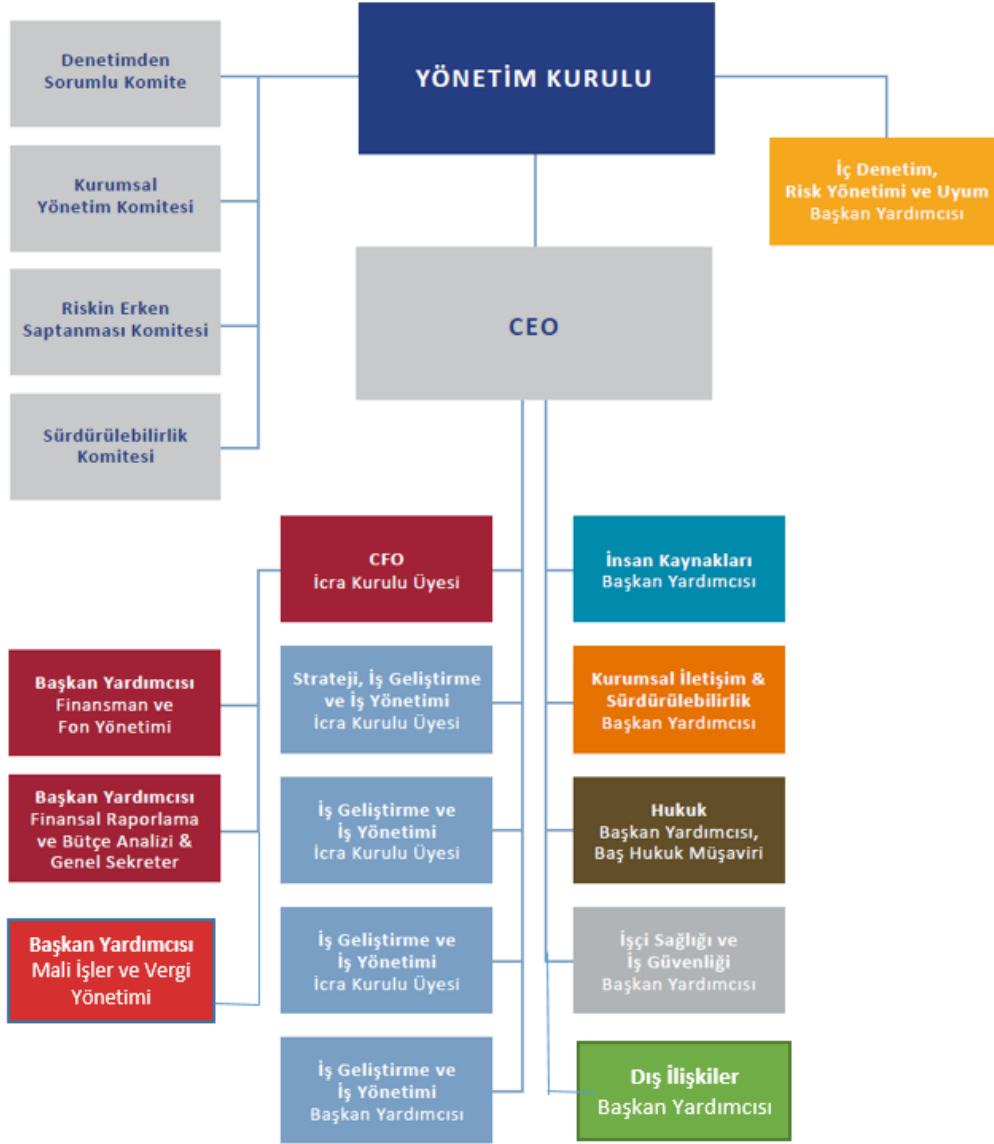 YÖNETİM KURULU
Denetimden
Sorumlu Komite
Kurumsal
Yönetim Komitesi
Riskin Erken
Saptanması Komitesi
Sürdürülebilirlik
Komitesi
İç Denetim,
Risk Yönetimi ve Uyum
Başkan Yardımcısı
CEO
CFO
İcra Kurulu Üyesi
Başkan Yardımcısı
Finansman ve
Fon Yönetimi
Başkan Yardımcısı
Finansal Raporlama
ve Bütçe Analizi &
Genel Sekreter
Başkan Yardımcısı
Mali İşler ve Vergi
Yönetimi
Strateji, İş Geliştirme
ve İş Yönetimi
İcra Kurulu Üyesi
İş Geliştirme ve
İş Yönetimi
İcra Kurulu Üyesi
İş Geliştirme ve
İş Yönetimi
İcra Kurulu Üyesi
İş Geliştirme ve
İş Yönetimi
Başkan Yardımcısı
İnsan Kaynakları
Başkan Yardımcısı
Kurumsal İletişim &
Sürdürülebilirlik
Başkan Yardımcısı
Hukuk
Başkan Yardımcısı,
Baş Hukuk Müşaviri
İşçi Sağlığı ve
İş Güvenliği
Başkan Yardımcısı
Dış İlişkiler
Başkan Yardımcısı